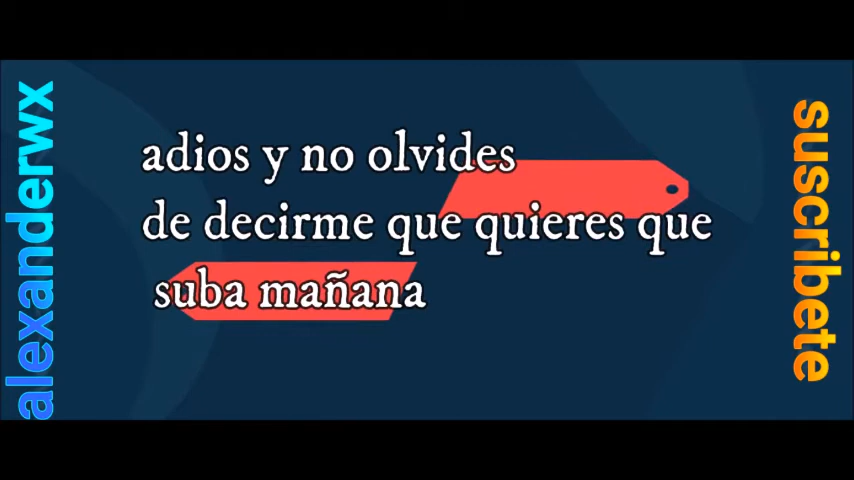 alexanderwx
adios y no olvides
de decirme que quieres que
suba mañana
suscribete